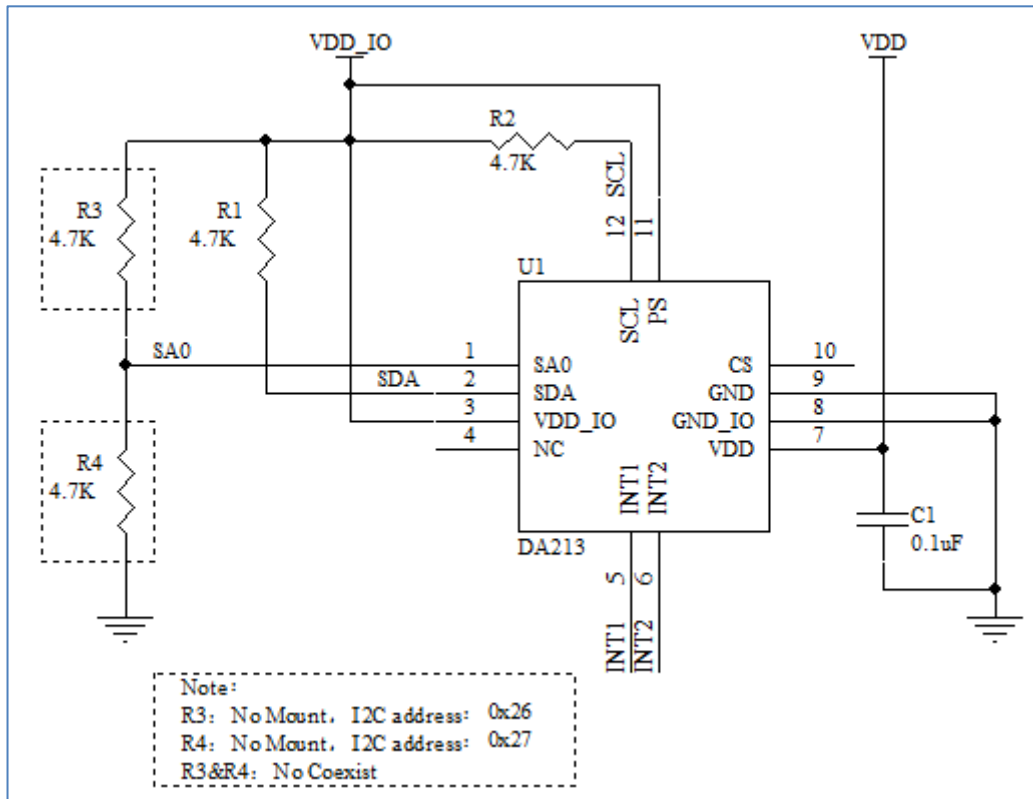 VDD_IO
VDD
R2
4.7K
SCL
12
11
R3
4.7K
R1
4.7K
U1
SCL
PS
SA0
1
SA0
CS
10
SDA
2
SDA
GND
9
3
VDD_IO
GND_IO
8
4
NC
VDD
7
R4
4.7K
INT1
INT2
C1
0.1uF
DA213
5
6
INT1
INT2
Note:
R3: No Mount, I2C address: 0x26
R4: No Mount, I2C address: 0x27
R3&R4: No Coexist